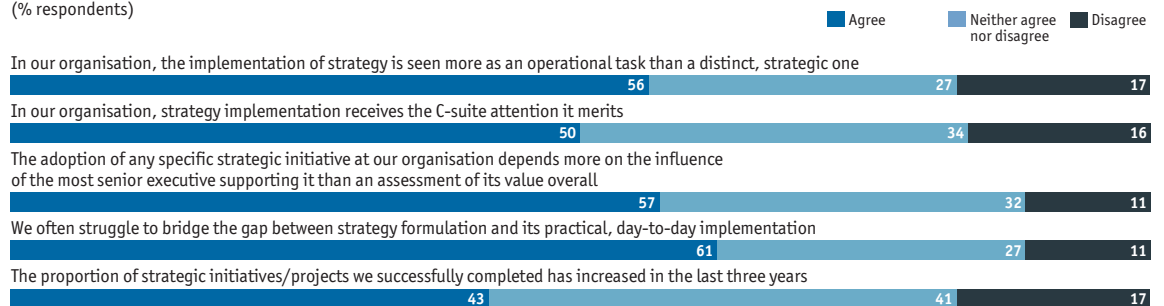 (% respondents)
Agree
Neither agree
nor disagree
Disagree
In our organisation, the implementation of strategy is seen more as an operational task than a distinct, strategic one
56 27 17
In our organisation, strategy implementation receives the C-suite attention it merits
50 34 16
The adoption of any specific strategic initiative at our organisation depends more on the influence
of the most senior executive supporting it than an assessment of its value overall
57 32 11
We often struggle to bridge the gap between strategy formulation and its practical, day-to-day implementation
61 27 11
The proportion of strategic initiatives/projects we successfully completed has increased in the last three years
43 41 17